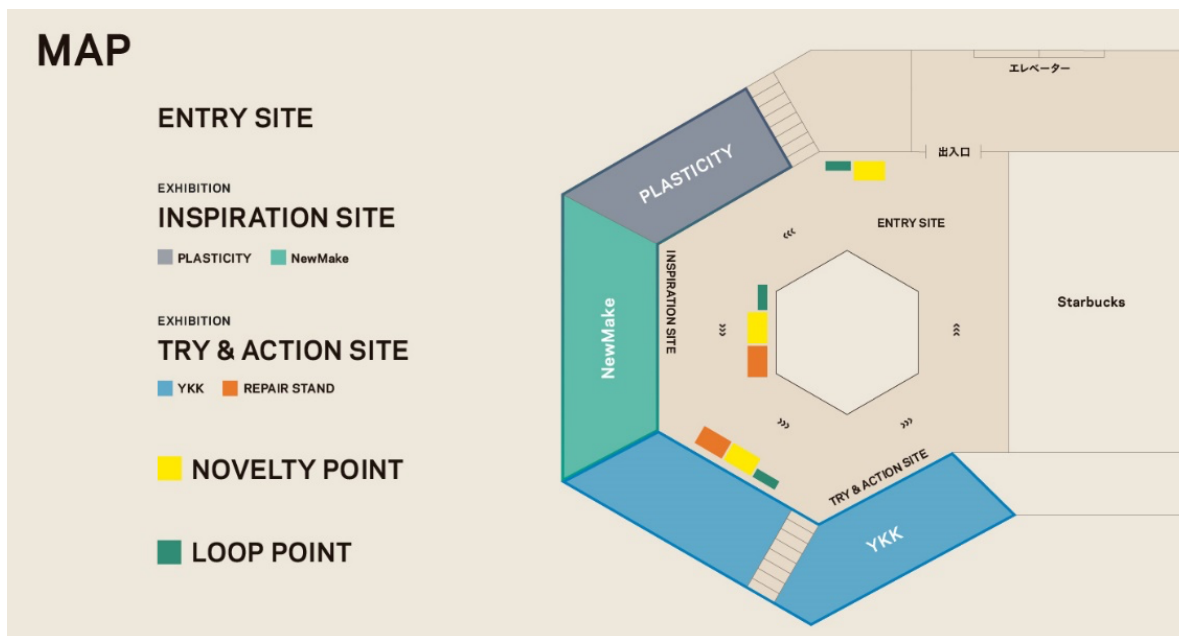 MAP
ENTRY SITE
EXHIBITION
INSPIRATION SITE
PLASTICITY NewMake
EXHIBITION
TRY & ACTION SITE
YKK REPAIR STAND
NOVELTY POINT
LOOP POINT
エレベーター
出入口
PLASTICITY
ENTRY SITE
INSPIRATION SITE
NewMake
Starbucks
TRY & ACTION SITE
YKK